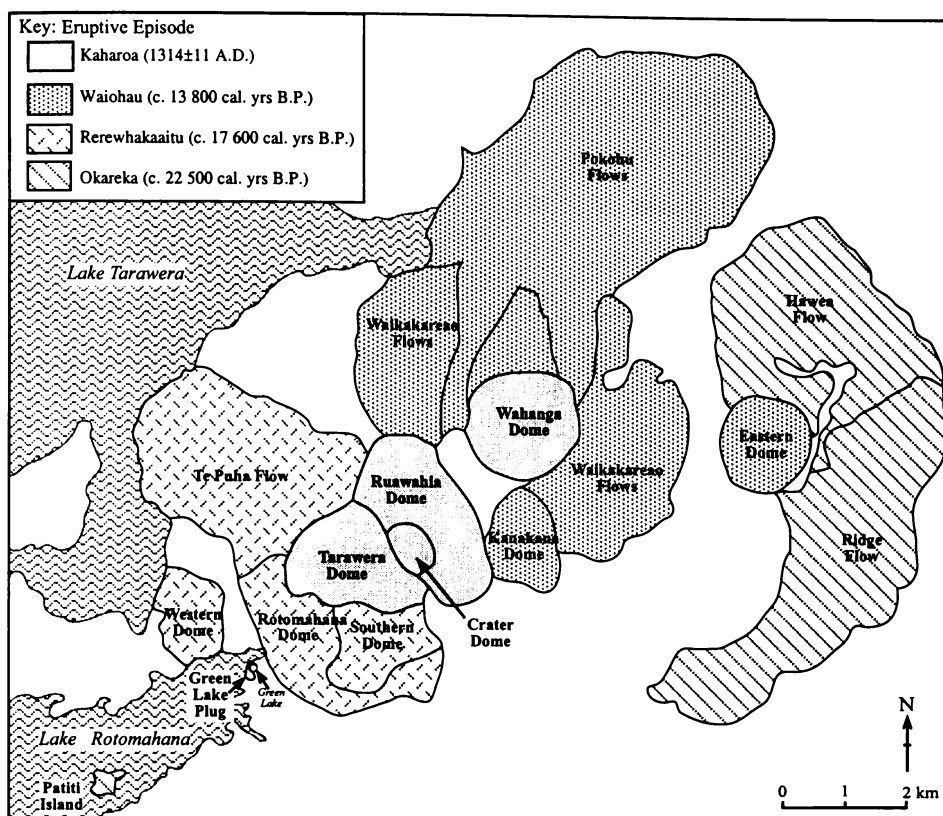 Key: Eruptive Episode
Kaharoa (1314±11 A.D.)
Waiohau (c. 13 800 cal. yrs B.P.)
Rerewhakaaitu (c. 17 600 cal. yrs B.P.)
Okareka (c. 22 500 cal. yrs B.P.)
Pokohu
Flows
Lake Tarawera
Hawea
Flow
Waikakareao
Flows
Wahanga
Dome
Eastern
Dome
Te Puha Flow
Ruawahia
Dome
Waikakareao
Flows
Kanakana
Dome
Ridge
Flow
Tarawera
Dome
Western
Dome
Rotomahana
Dome
Southern
Dome
Crater
Dome
Green
Lake
Plug
Green
Lake
Lake Rotomahana
Patiti
Island
N
0 1 2 km